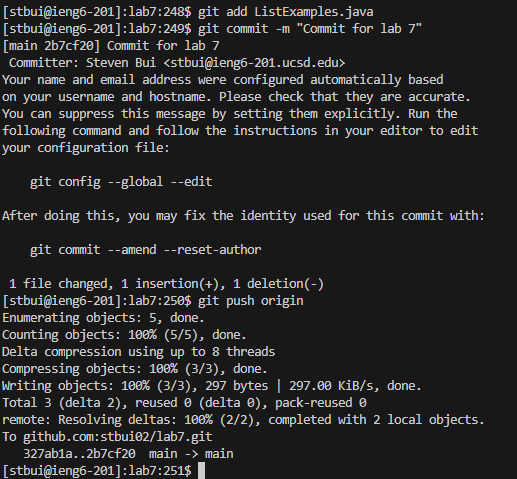 [stbui@ieng6-201]:lab7:248$ git add ListExamples.java
[stbui@ieng6-201]:lab7:249$ git commit -m "Commit for lab 7"
[main 2b7cf20] Commit for lab 7
 Committer: Steven Bui <stbui@ieng6-201.ucsd.edu>
Your name and email address were configured automatically based
on your username and hostname. Please check that they are accurate.
You can suppress this message by setting them explicitly. Run the
following command and follow the instructions in your editor to edit
your configuration file:

    git config --global --edit

After doing this, you may fix the identity used for this commit with:

    git commit --amend --reset-author

 1 file changed, 1 insertion(+), 1 deletion(-)
[stbui@ieng6-201]:lab7:250$ git push origin
Enumerating objects: 5, done.
Counting objects: 100% (5/5), done.
Delta compression using up to 8 threads
Compressing objects: 100% (3/3), done.
Writing objects: 100% (3/3), 297 bytes | 297.00 KiB/s, done.
Total 3 (delta 2), reused 0 (delta 0), pack-reused 0
remote: Resolving deltas: 100% (2/2), completed with 2 local objects.
To github.com:stbui02/lab7.git
   327ab1a..2b7cf20  main -> main
[stbui@ieng6-201]:lab7:251$